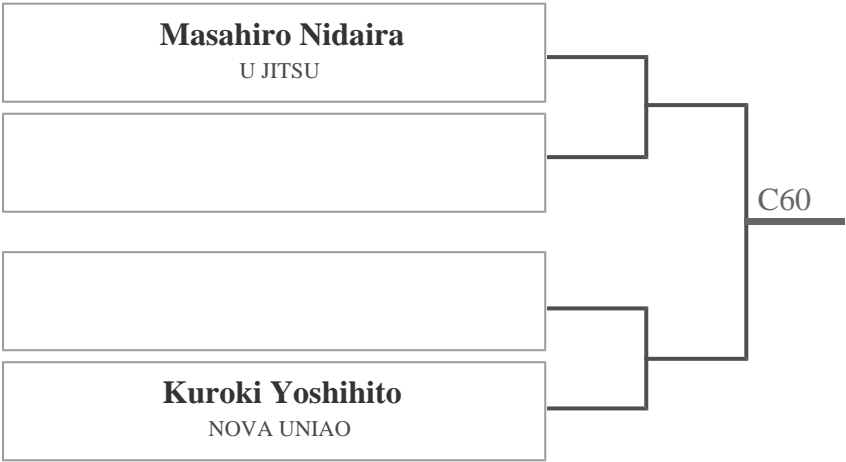 Masahiro Nidaira
U JITSU
C60
Kuroki Yoshihito
NOVA UNIAO